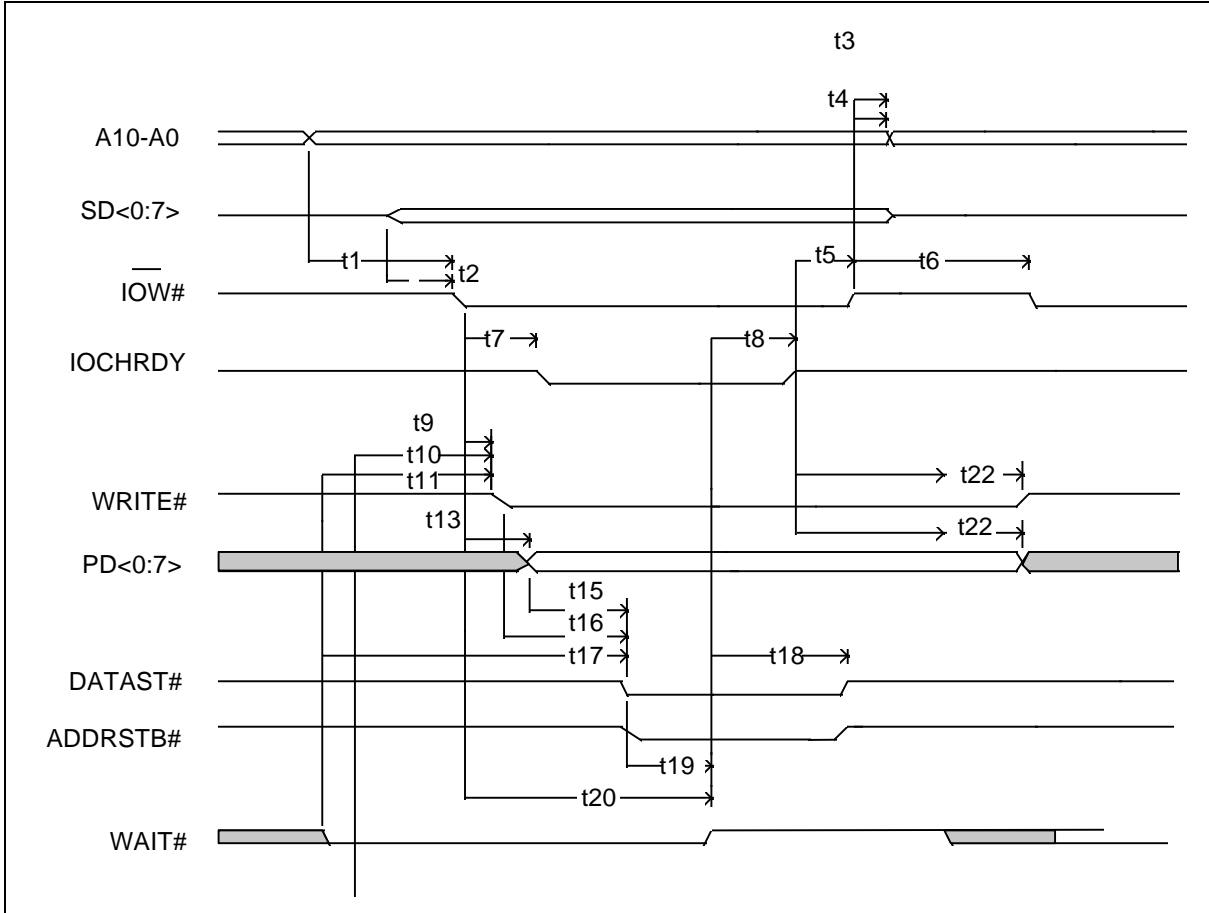 t3
t4
A10-A0
SD<0:7>
t1
t2
t5
t6
IOW#
t7
t8
IOCHRDY
t9
t10
t11
t22
WRITE#
t13
t22
PD<0:7>
t15
t16
t17
t18
DATAST#
ADDRSTB#
t19
t20
WAIT#